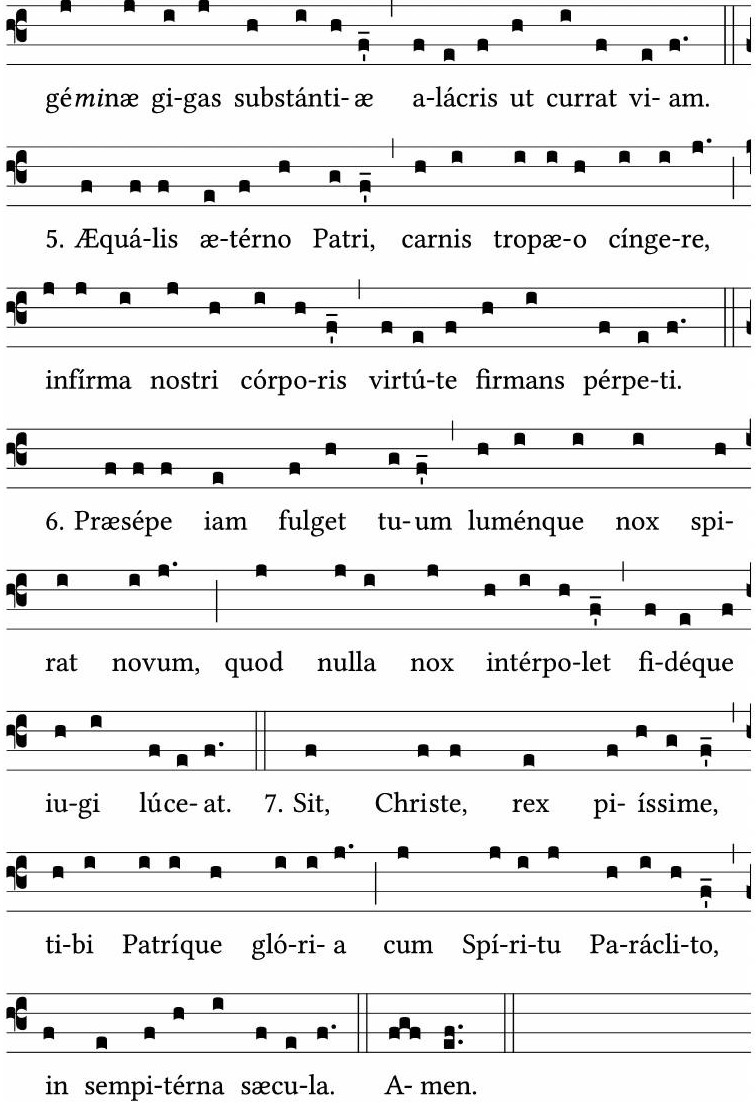 géminæ gi-gas substánti-æ a-lácris ut currat vi- am.
5. Æquá-lis æ-térno Patri, carnis tropæ-o cínge-re,
infírma nostri córpo-ris virtú-te firmans pérpe-ti.
6. Præsépe iam fulget tu-um luménque nox spi-
rat novum, quod nulla nox intérpo-let fi-déque
iu-gi lúce- at. 7. Sit, Christe, rex pi- íssime,
ti-bi Patríque gló-ri- a cum Spí-ri-tu Pa-rácli-to,
in sempi-térna sæcu-la. A- men.